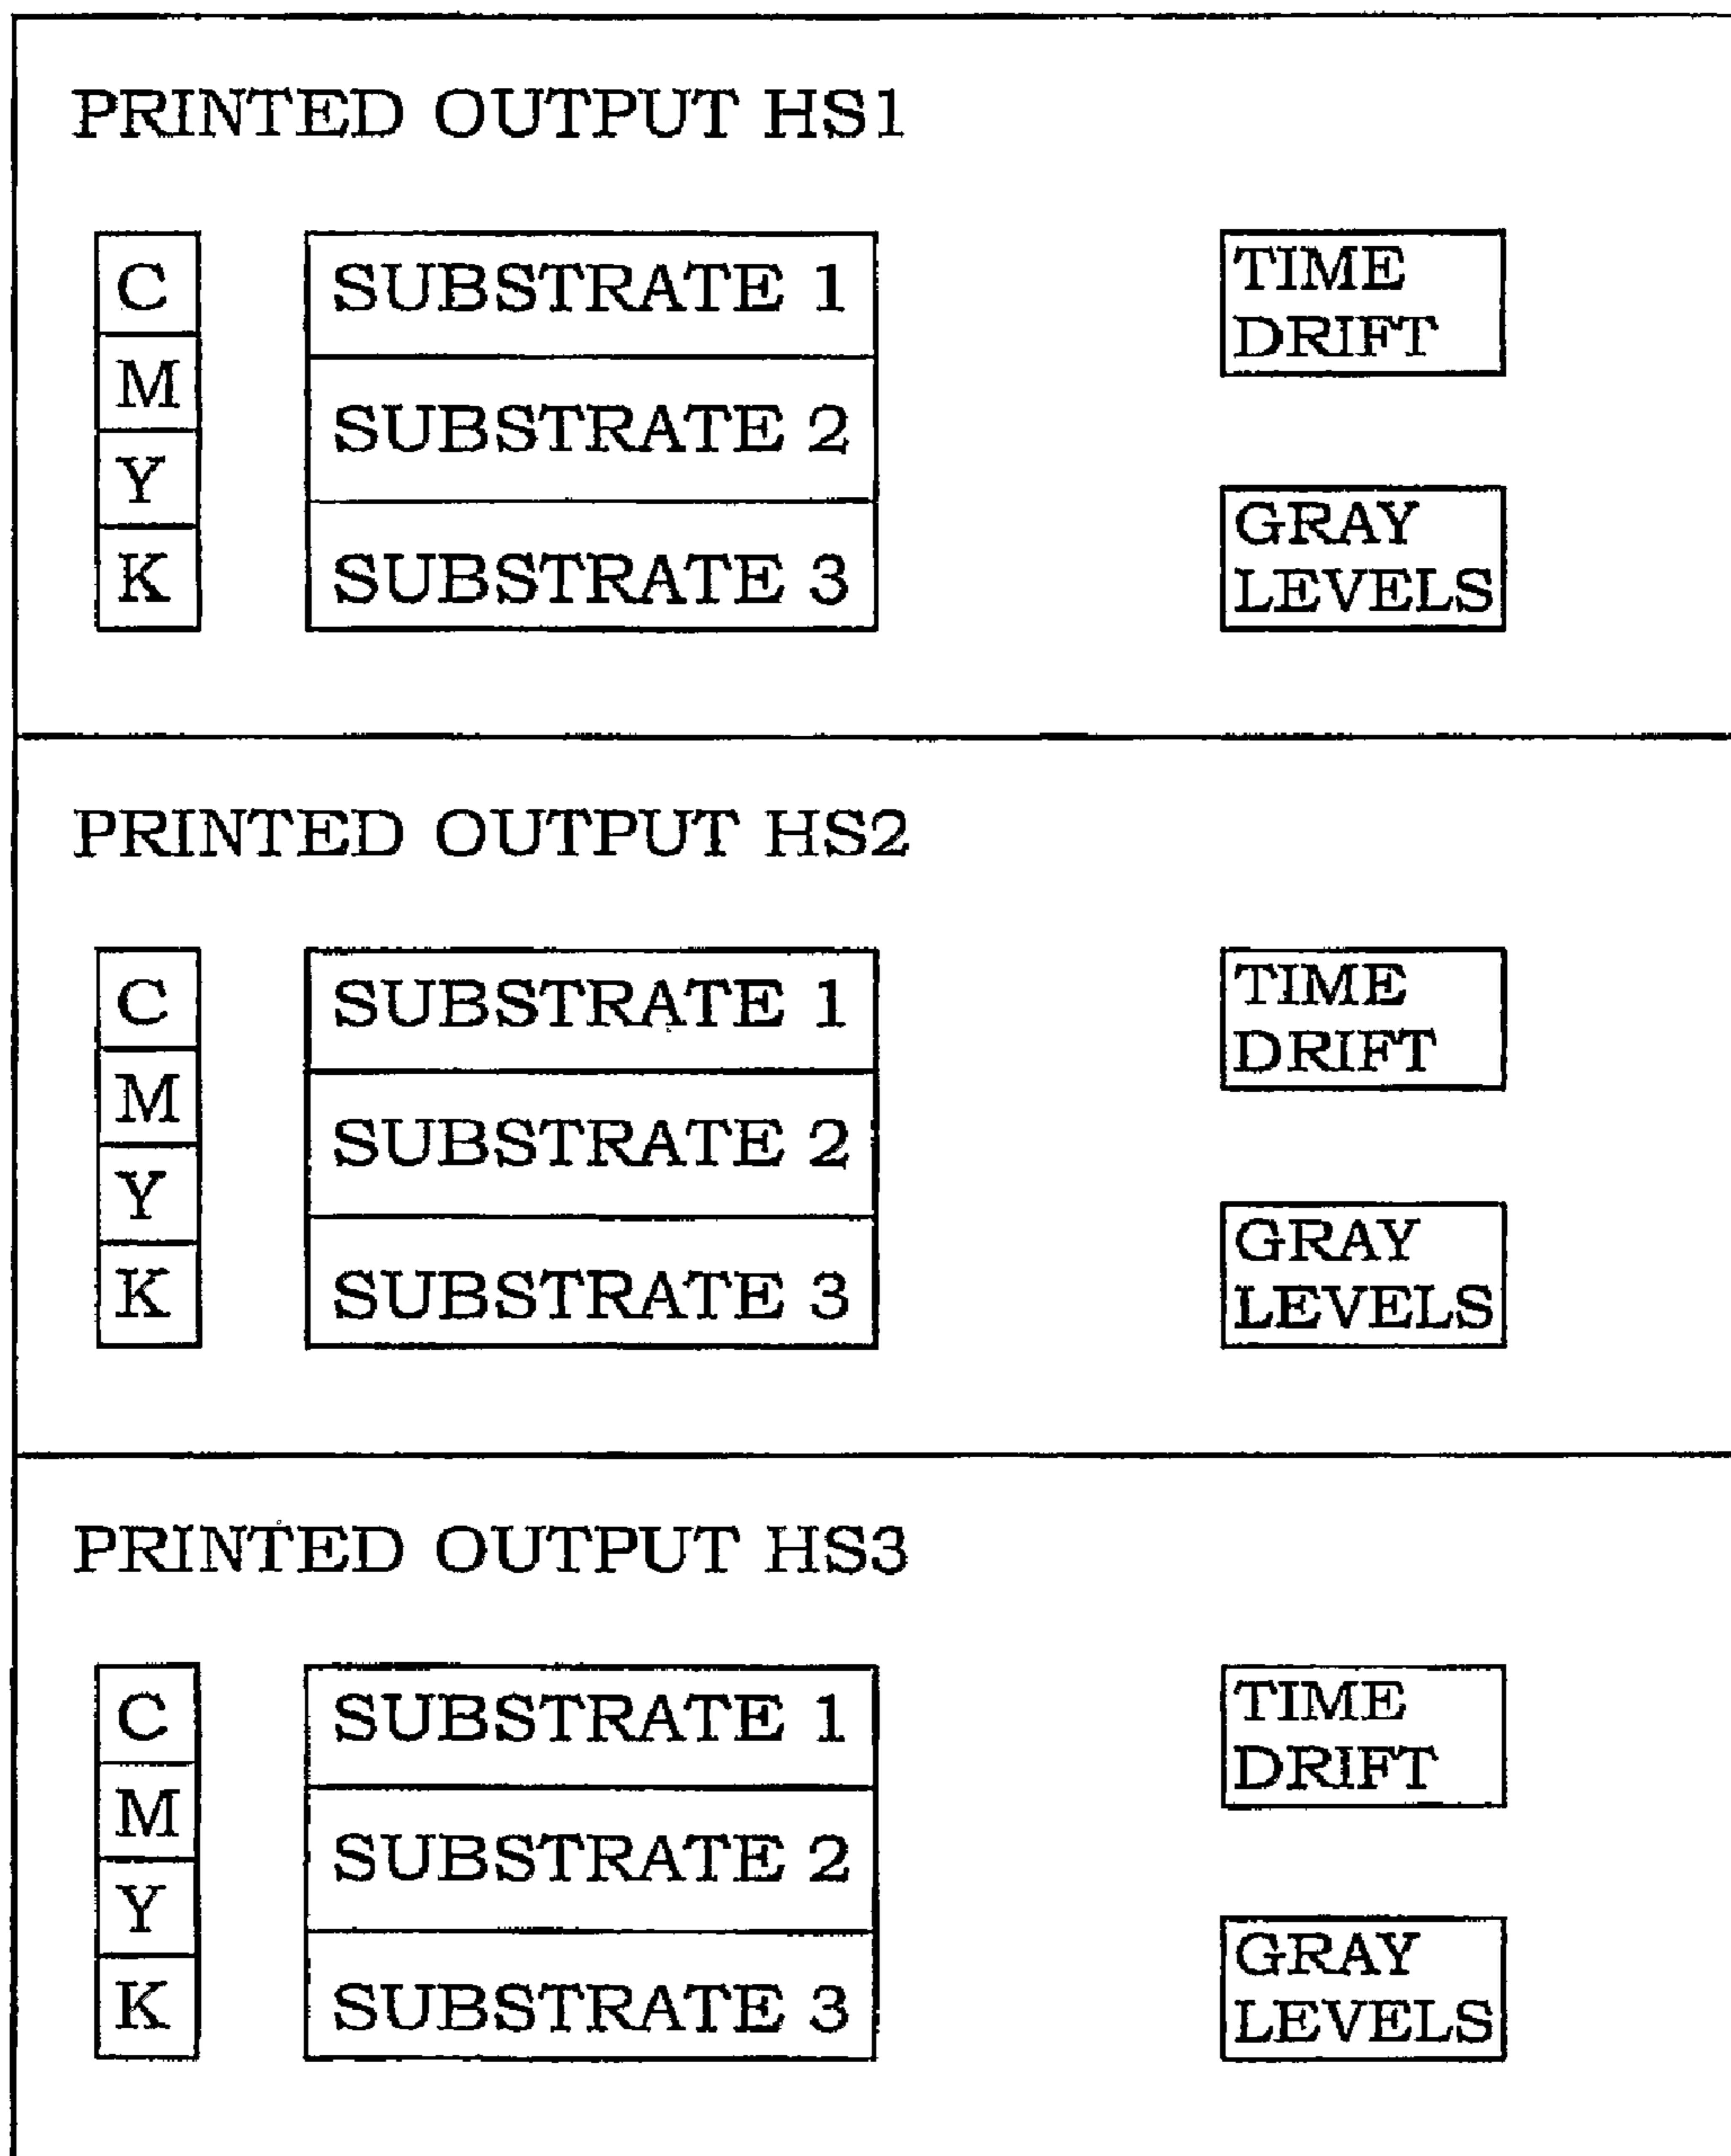 PRINTED OUTPUT HS1
C
M
Y
K
SUBSTRATE 1
SUBSTRATE 2
SUBSTRATE 3
TIME
DRIFT
GRAY
LEVELS
PRINTED OUTPUT HS2
C
M
Y
K
SUBSTRATE 1
SUBSTRATE 2
SUBSTRATE 3
TIME
DRIFT
GRAY
LEVELS
PRINTED OUTPUT HS3
C
M
Y
K
SUBSTRATE 1
SUBSTRATE 2
SUBSTRATE 3
TIME
DRIFT
GRAY
LEVELS